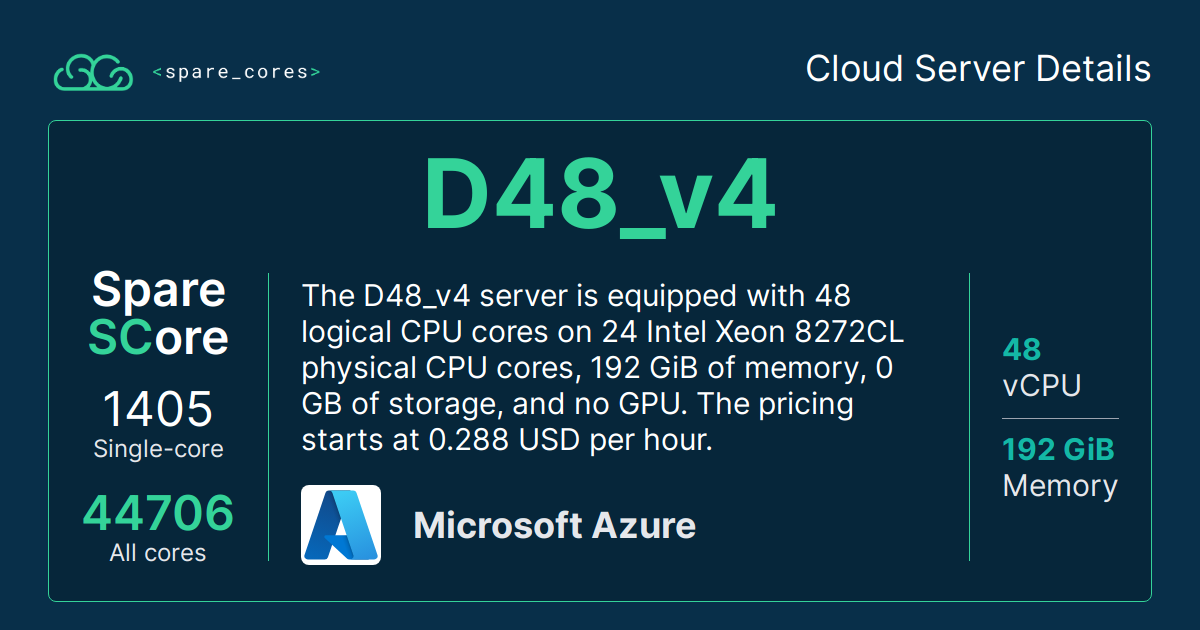 <spare_cores>
Cloud Server Details
D48_v4
Spare
SCore
1405
Single-core
44706
All cores
The D48_v4 server is equipped with 48
logical CPU cores on 24 Intel Xeon 8272CL
physical CPU cores, 192 GiB of memory, 0
GB of storage, and no GPU. The pricing
starts at 0.288 USD per hour.
Microsoft Azure
48
vCPU
192 GiB
Memory